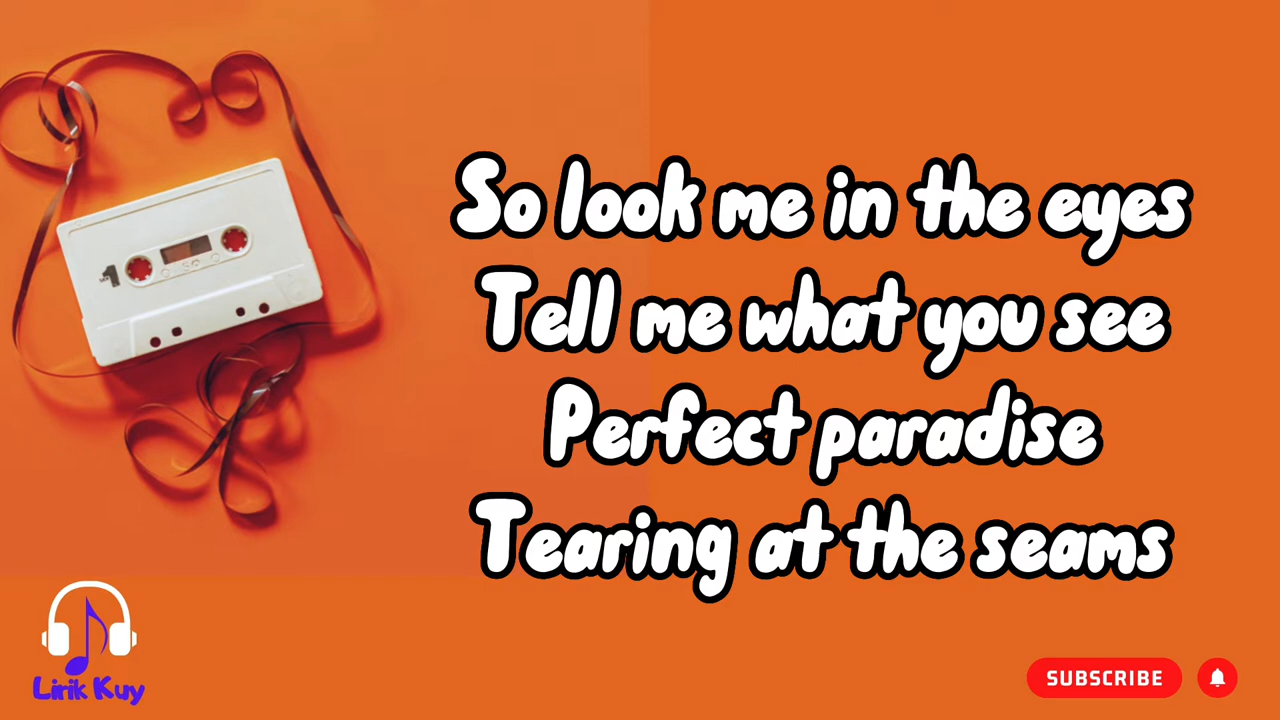 So look me in the eyes
Tell me what you see
Perfect paradise
Tearing at the seams
1
Lirik Kuy
SUBSCRIBE